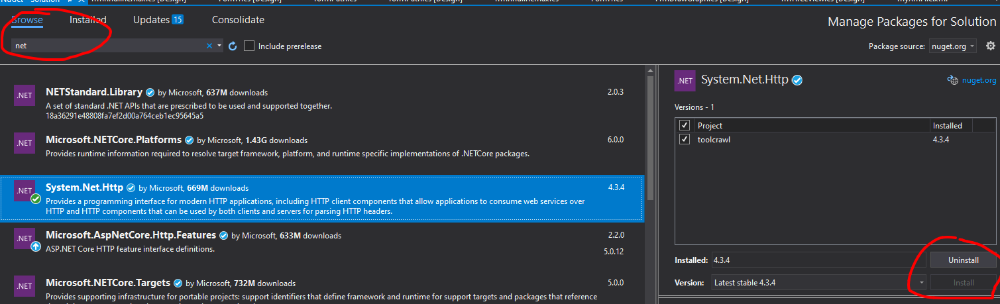 Browse Installed Updates 15 Consolidate
Manage Packages for Solution
net
Include prerelease
Package source: nuget.org
.NET
NETStandard.Library by Microsoft, 637M downloads
2.0.3
A set of standard .NET APIs that are prescribed to be used and supported together.
18a36291e48808fa7ef2d00a764ceb1ec95645a5
.NET
Microsoft.NETCore.Platforms by Microsoft, 1.43G downloads
6.0.0
Provides runtime information required to resolve target framework, platform, and runtime specific implementations of .NETCore packages.
.NET
System.Net.Http by Microsoft, 669M downloads
4.3.4
Provides a programming interface for modern HTTP applications, including HTTP client components that allow applications to consume web services over
HTTP and HTTP components that can be used by both clients and servers for parsing HTTP headers.
.NET
Microsoft.AspNetCore.Http.Features by Microsoft, 633M downloads
2.2.0
ASP.NET Core HTTP feature interface definitions.
5.0.12
.NET
Microsoft.NETCore.Targets by Microsoft, 732M downloads
5.0.0
Provides supporting infrastructure for portable projects: support identifiers that define framework and runtime for support targets and packages that reference
.NET
System.Net.Http
nuget.org
Versions - 1
Project Installed
toolcrawl 4.3.4
Installed: 4.3.4 Uninstall
Version: Latest stable 4.3.4 Install